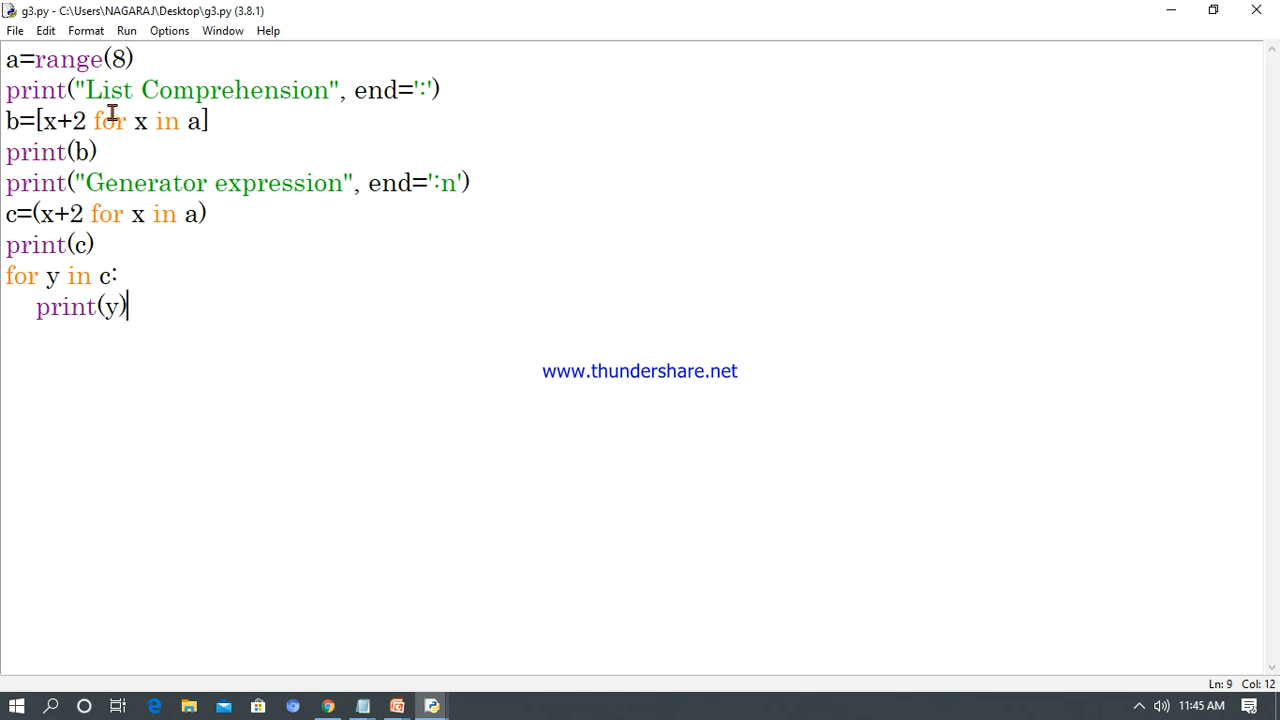 g3.py - C:\Users\NAGARAJ\Desktop\g3.py (3.8.1)
File Edit Format Run Options Window Help
a=range(8)
print("List Comprehension", end=':')
b=[x+2 for x in a]
print(b)
print("Generator expression", end=':n')
c=(x+2 for x in a)
print(c)
for y in c:
    print(y)
www.thundershare.net
Ln: 9 Col: 12
11:45 AM